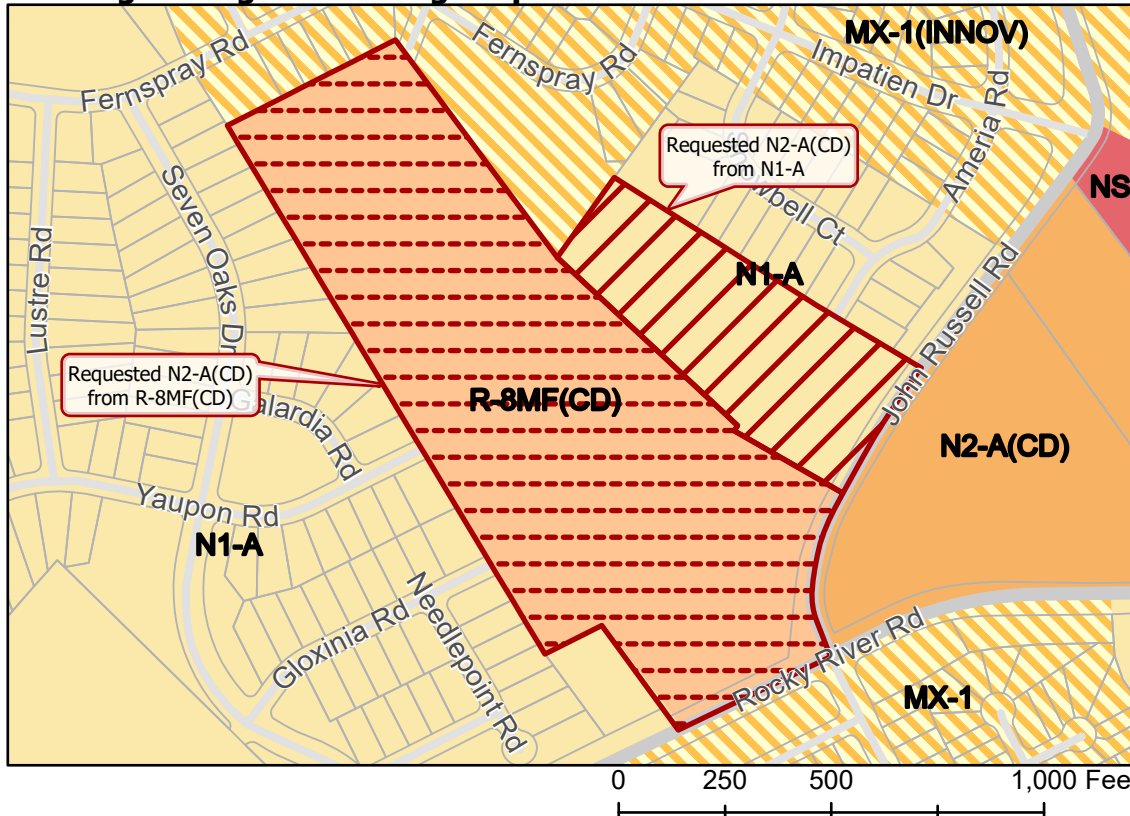 Fernspray Rd
Fernspray Rd
MX-1(INNOV)
Impatien Dr
Ameria Rd
Requested N2-A(CD)
from N1-A
NS
Seven Oaks Dr
Ct
N1-A
Lustre Rd
John Russell Rd
Requested N2-A(CD)
from R-8MF(CD)
Galardia Rd
R-8MF(CD)
N2-A(CD)
Yaupon Rd
N1-A
Needlepoint Rd
Gloxinia Rd
Rocky River Rd
MX-1
0 250 500 1,000 Fee